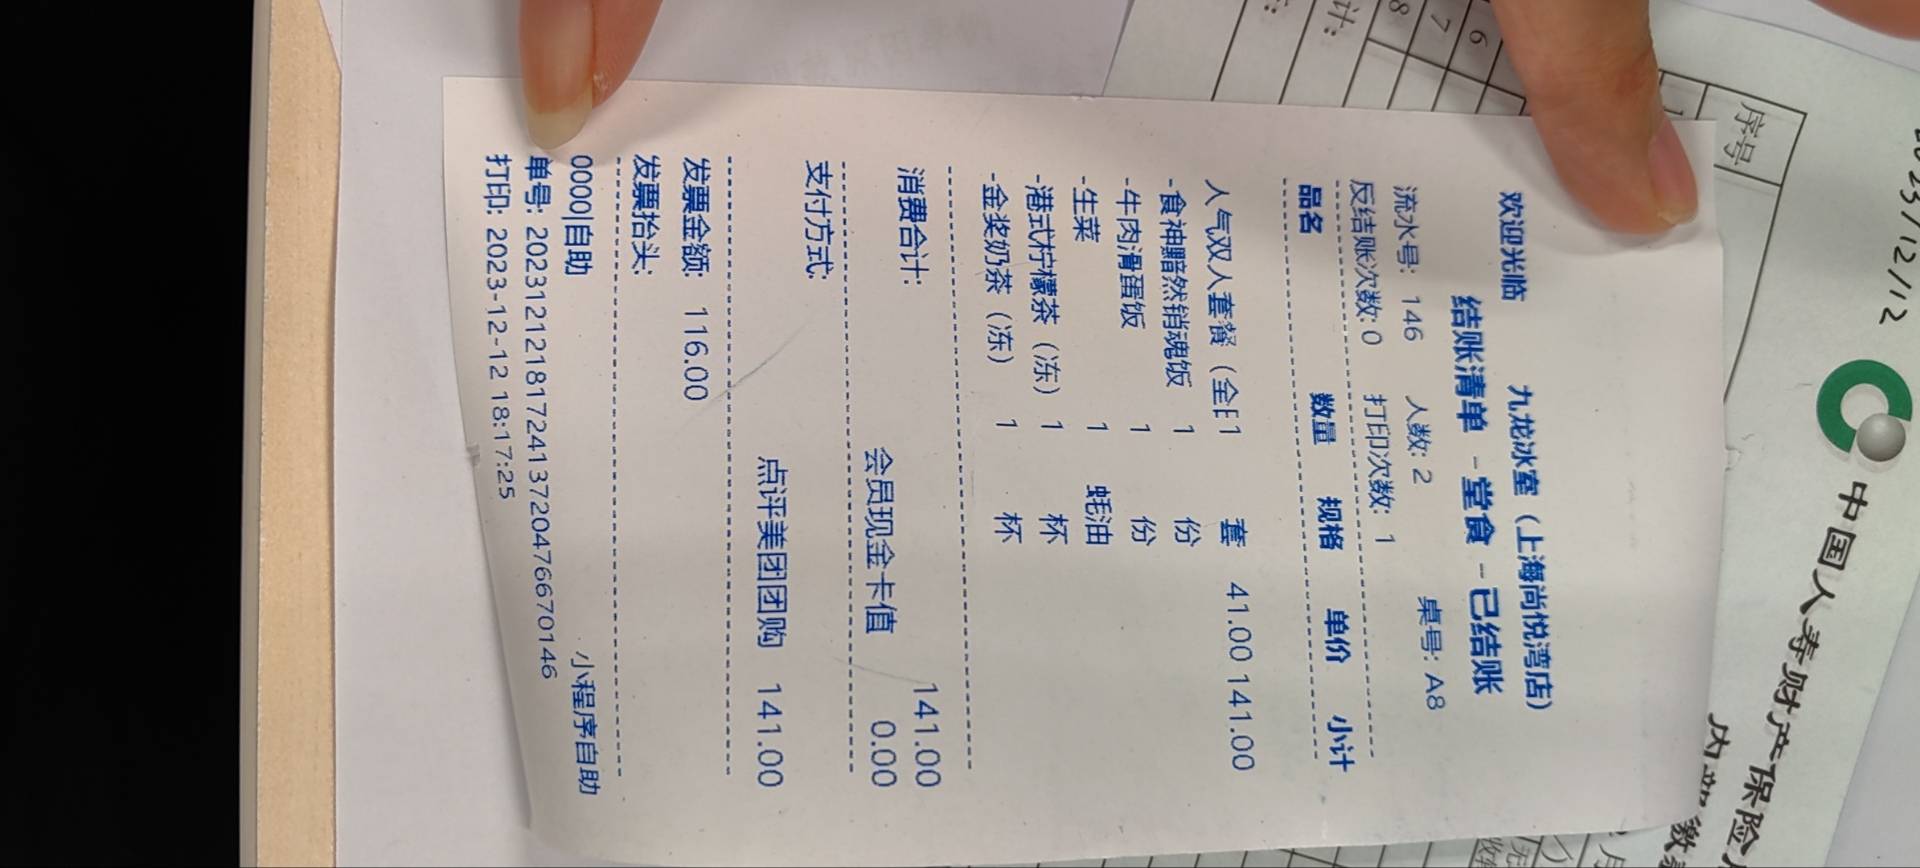 欢迎光临 九龙冰室（上海尚悦湾店）
结账清单 - 堂食 - 已结账
流水号: 146 人数: 2 桌号: A8
反结账次数: 0 打印次数: 1
品名 数量 规格 单价 小计
人气双人套餐（全日1 套 41.00 141.00
-食神黯然销魂饭 1 份
-牛肉滑蛋饭 1 份
-生菜 1 蚝油
-港式柠檬茶（冻） 1 杯
-金奖奶茶（冻） 1 杯
消费合计: 141.00
会员现金卡值 0.00
支付方式:
点评美团团购 141.00
发票金额: 116.00
发票抬头:
0000|自助 小程序自助
单号: 20231212181724137204766670146
打印: 2023-12-12 18:17:25
2023/12/12
中国人寿财产保险
序号
6
7
8
计: